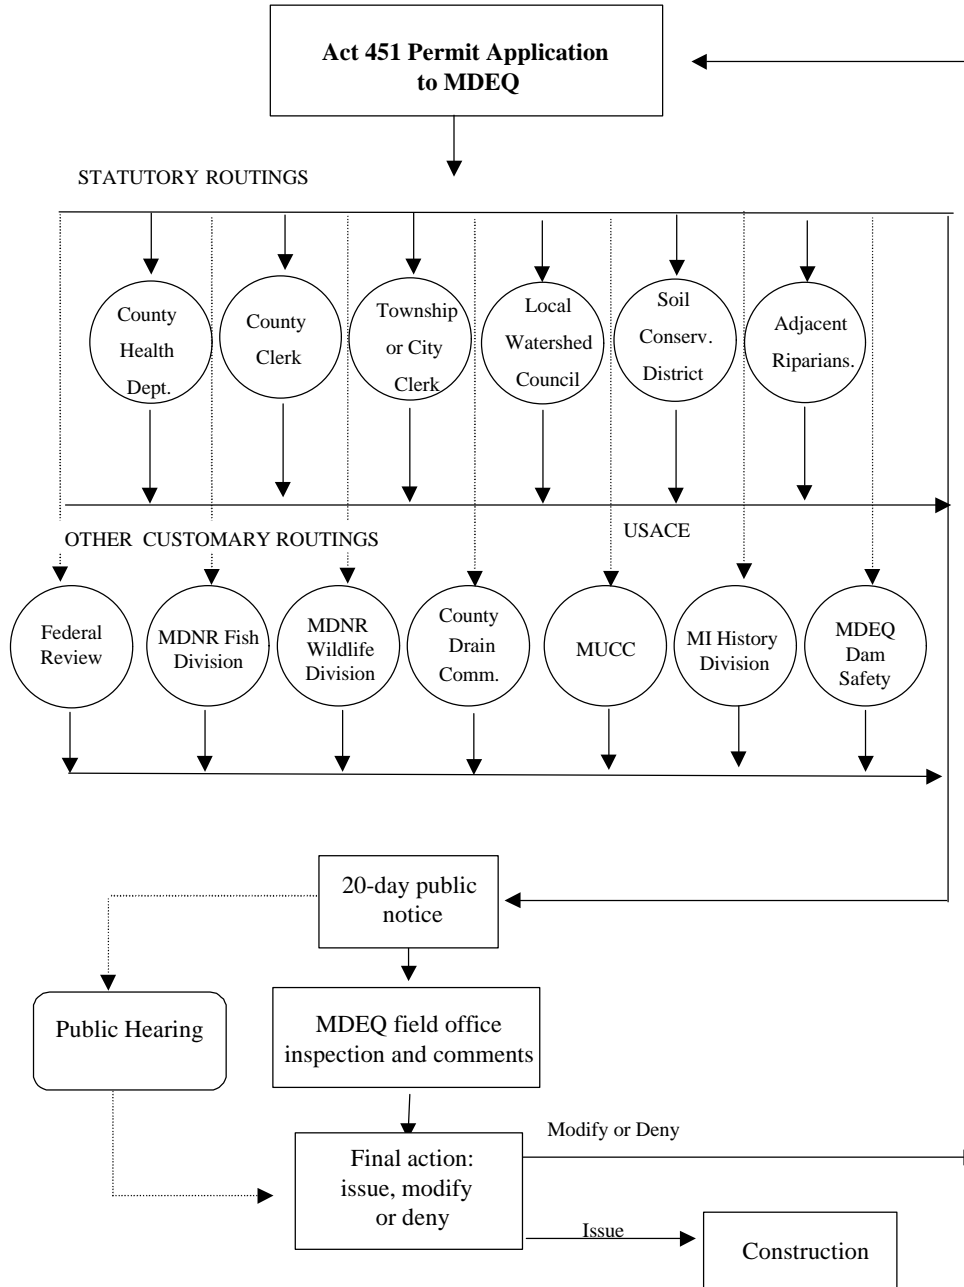 Act 451 Permit Application
to MDEQ
STATUTORY ROUTINGS
County
Health
Dept.
County
Clerk
Township
or City
Clerk
Local
Watershed
Council
Soil
Conserv.
District
Adjacent
Riparians.
OTHER CUSTOMARY ROUTINGS
USACE
Federal
Review
MDNR Fish
Division
MDNR
Wildlife
Division
County
Drain
Comm.
MUCC
MI History
Division
MDEQ
Dam
Safety
20-day public
notice
Public Hearing
MDEQ field office
inspection and comments
Final action:
issue, modify
or deny
Modify or Deny
Issue
Construction